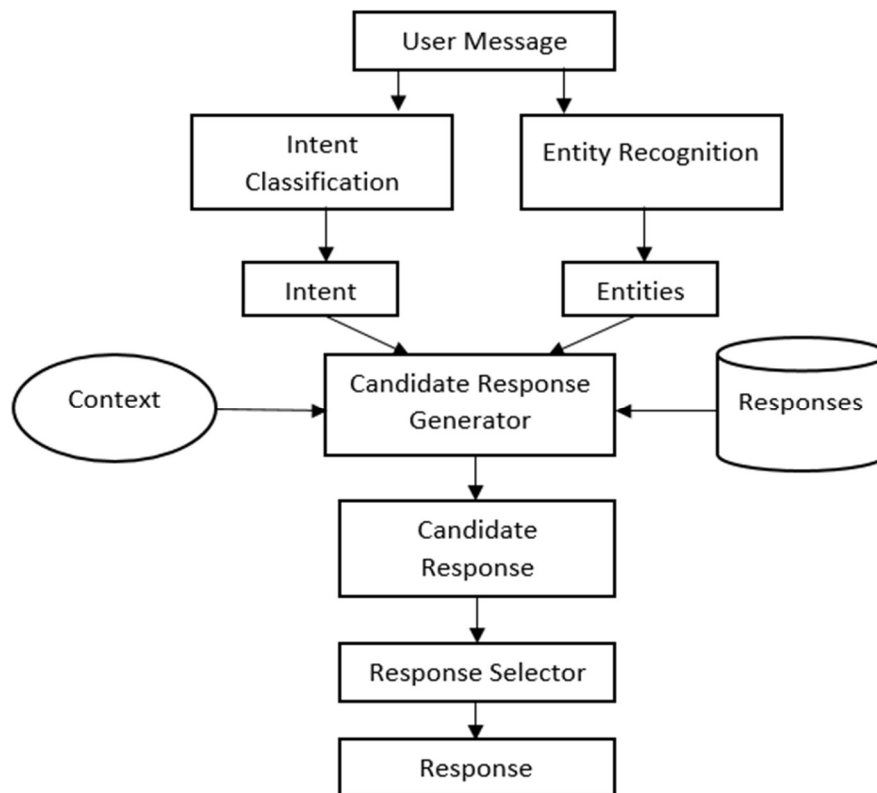 User Message
Intent
Classification
Entity Recognition
Intent
Entities
Context
Candidate Response
Generator
Responses
Candidate
Response
Response Selector
Response